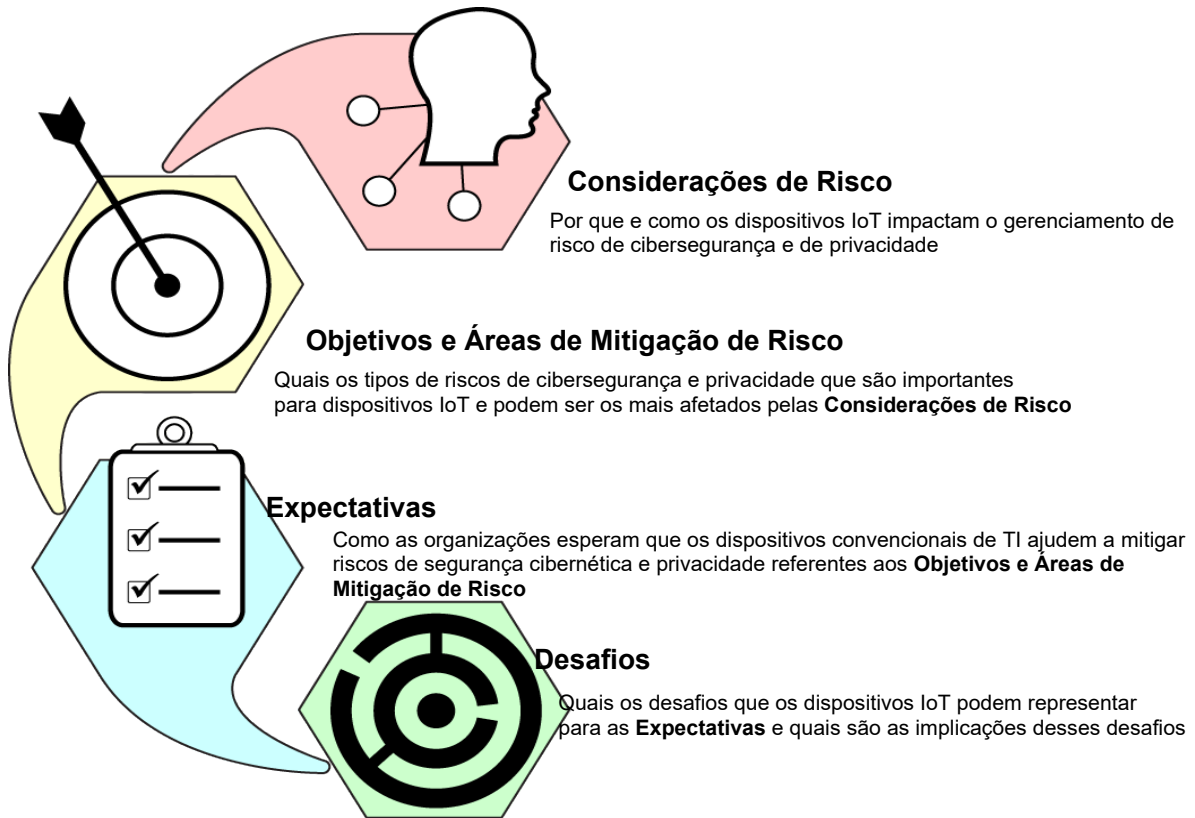 Considerações de Risco
Por que e como os dispositivos IoT impactam o gerenciamento de
risco de cibersegurança e de privacidade
Objetivos e Áreas de Mitigação de Risco
Quais os tipos de riscos de cibersegurança e privacidade que são importantes
para dispositivos IoT e podem ser os mais afetados pelas Considerações de Risco
Expectativas
Como as organizações esperam que os dispositivos convencionais de TI ajudem a mitigar
riscos de segurança cibernética e privacidade referentes aos Objetivos e Áreas de
Mitigação de Risco
Desafios
Quais os desafios que os dispositivos IoT podem representar
para as Expectativas e quais são as implicações desses desafios